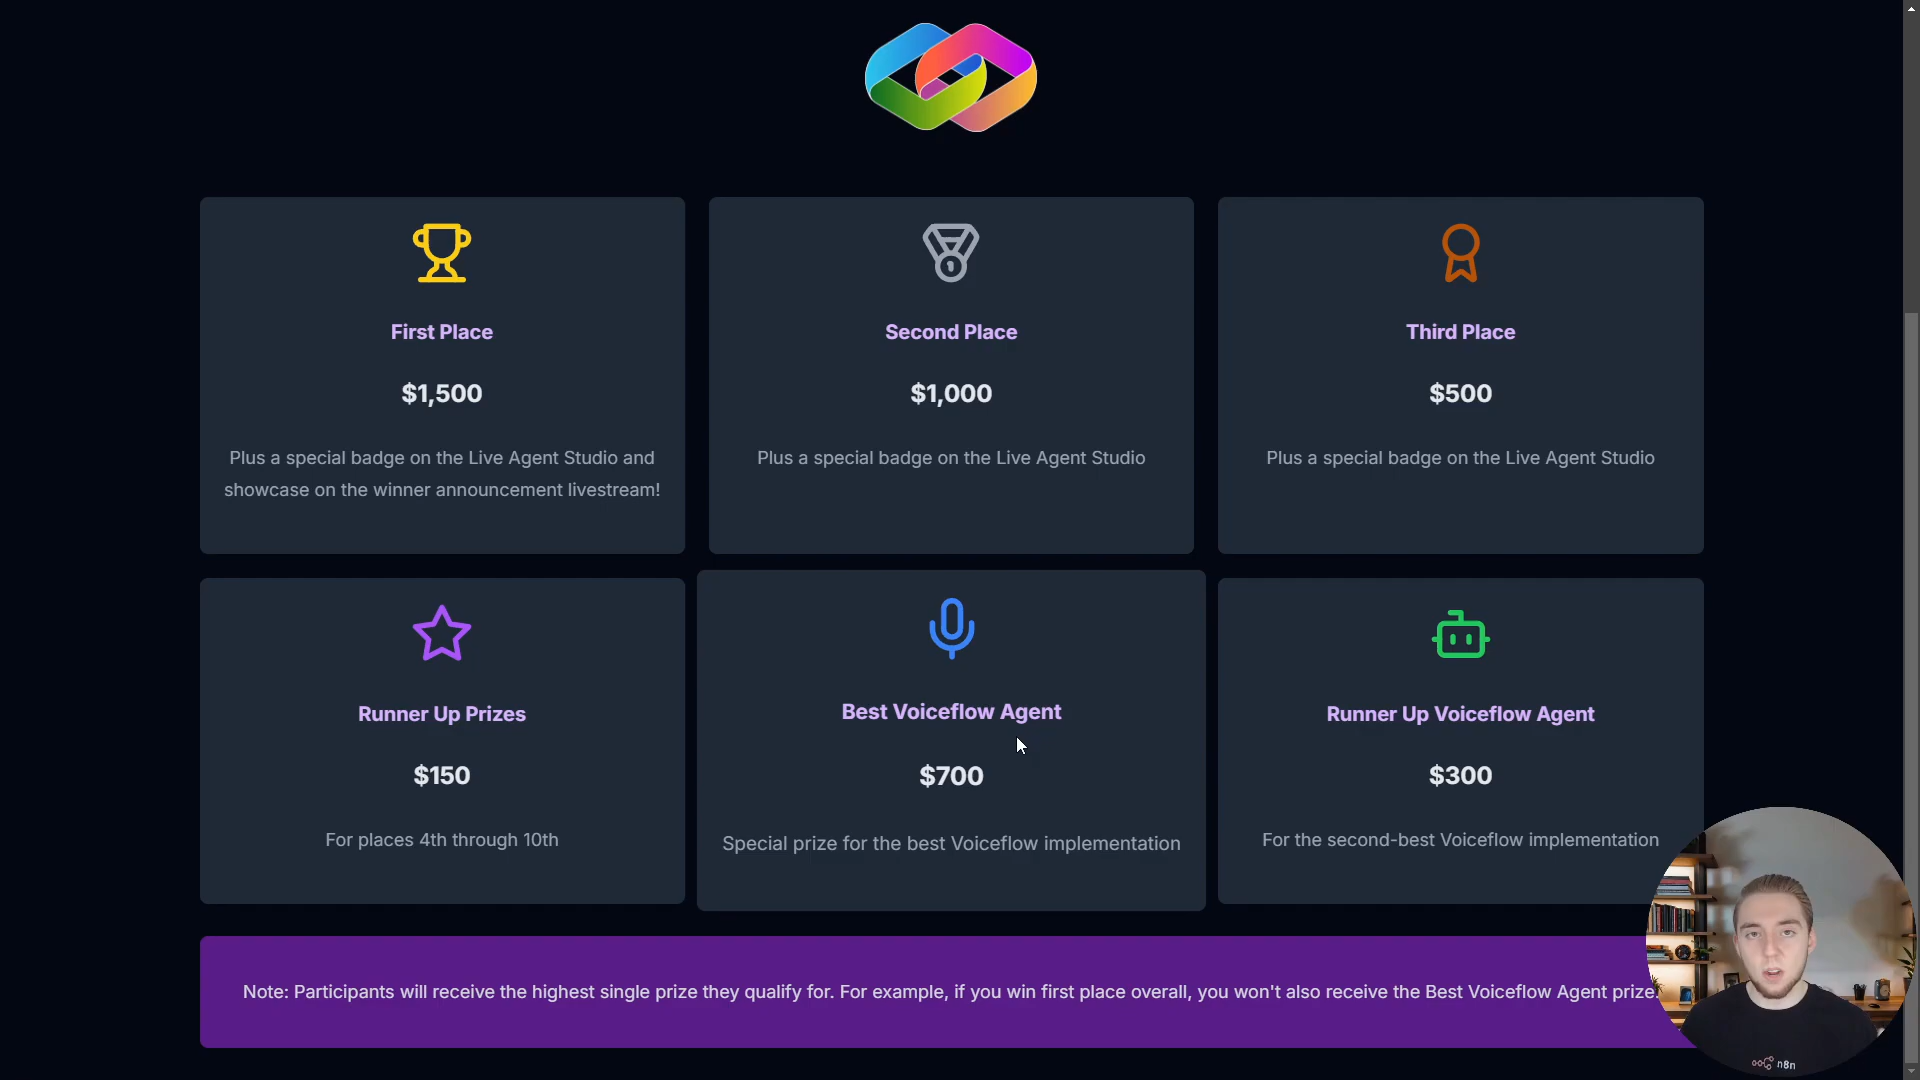 First Place
$1,500
Plus a special badge on the Live Agent Studio and
showcase on the winner announcement livestream!
Second Place
$1,000
Plus a special badge on the Live Agent Studio
Third Place
$500
Plus a special badge on the Live Agent Studio
Runner Up Prizes
$150
For places 4th through 10th
Best Voiceflow Agent
$700
Special prize for the best Voiceflow implementation
Runner Up Voiceflow Agent
$300
For the second-best Voiceflow implementation
Note: Participants will receive the highest single prize they qualify for. For example, if you win first place overall, you won't also receive the Best Voiceflow Agent prize.
n8n